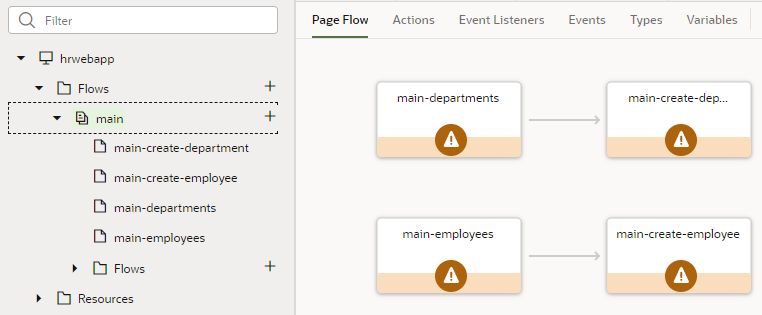 Filter
hrwebapp
Flows
main
main-create-department
main-create-employee
main-departments
main-employees
Flows
Resources
Page Flow Actions Event Listeners Events Types Variables
main-departments main-create-dep...
main-employees main-create-employee